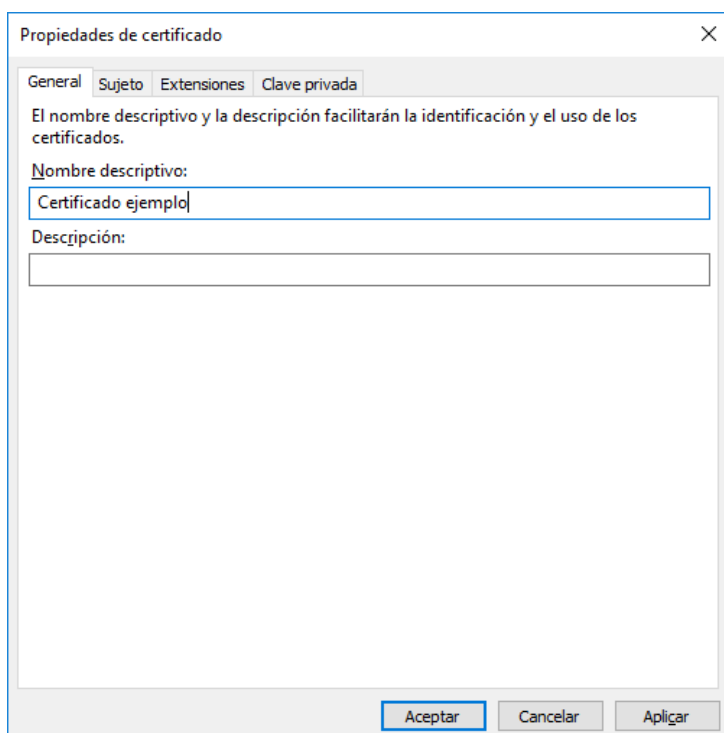 Propiedades de certificado
General Sujeto Extensiones Clave privada
El nombre descriptivo y la descripción facilitarán la identificación y el uso de los
certificados.
Nombre descriptivo:
Certificado ejemplo
Descripción:
Aceptar Cancelar Aplicar